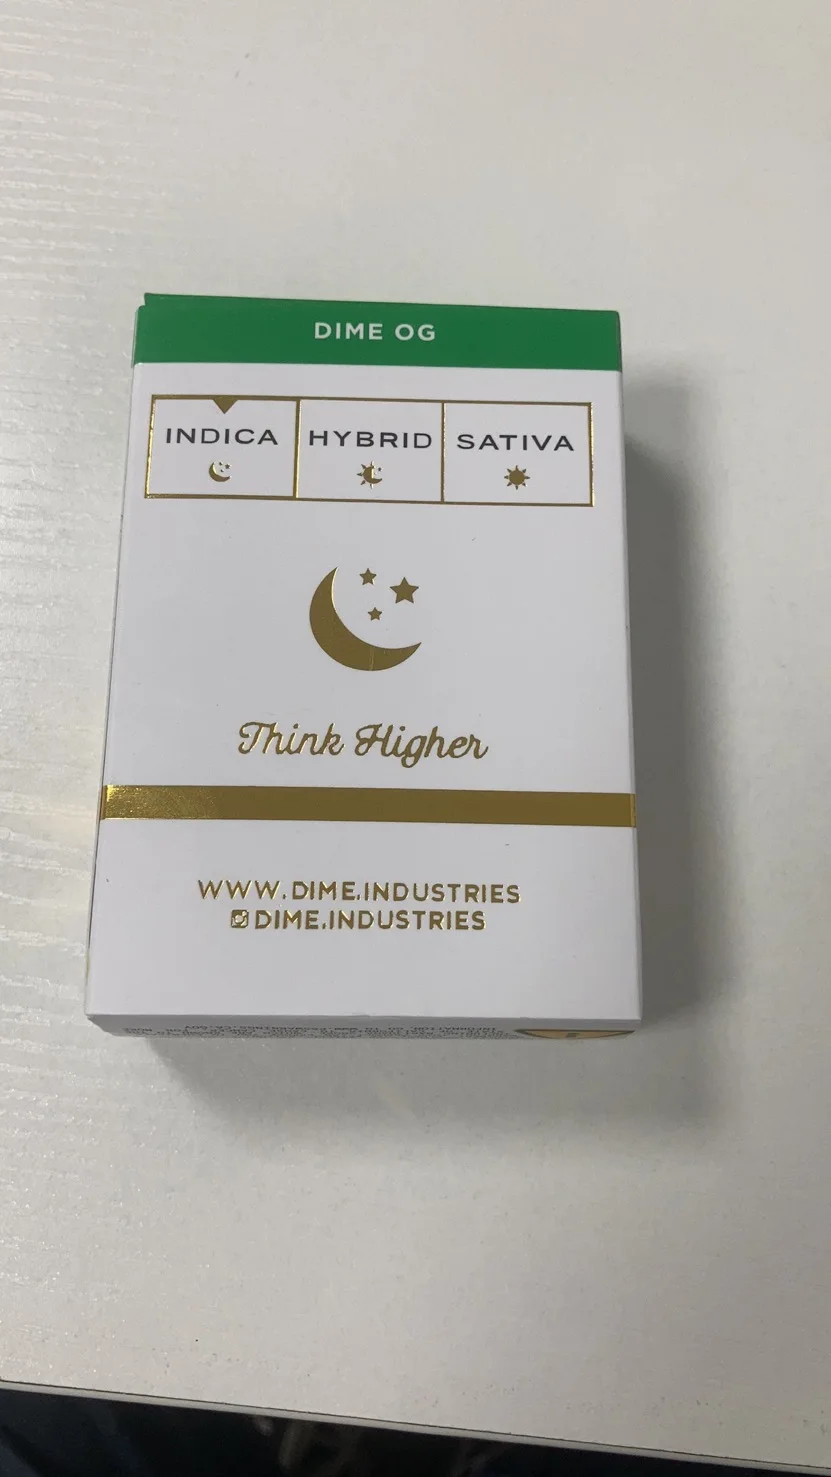 DIME OG
INDICA HYBRID SATIVA
Think Higher
WWW.DIME.INDUSTRIES
DIME.INDUSTRIES